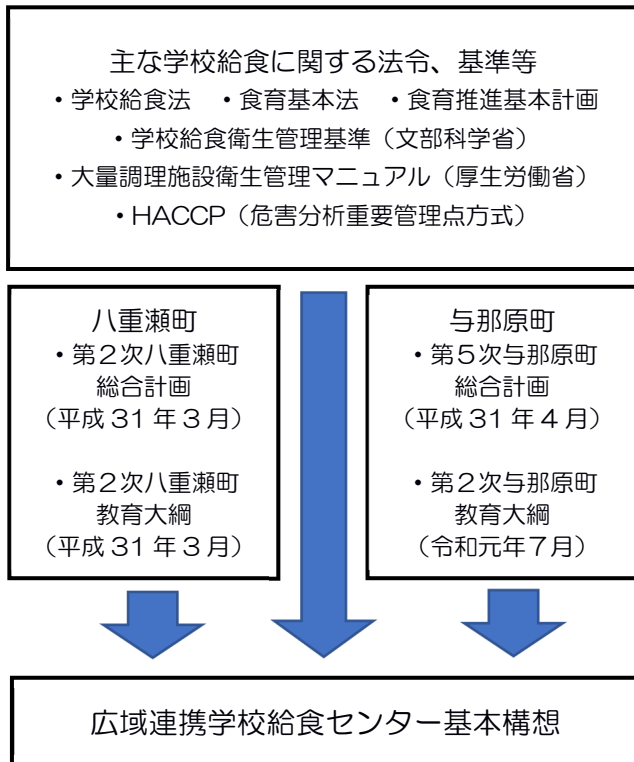 主な学校給食に関する法令、基準等
・学校給食法　・食育基本法　・食育推進基本計画
・学校給食衛生管理基準（文部科学省）
・大量調理施設衛生管理マニュアル（厚生労働省）
・HACCP（危害分析重要管理点方式）
八重瀬町
・第２次八重瀬町
総合計画
（平成 31 年３月）
・第２次八重瀬町
教育大綱
（平成 31 年３月）
与那原町
・第５次与那原町
総合計画
（平成 31 年４月）
・第２次与那原町
教育大綱
（令和元年７月）
広域連携学校給食センター基本構想